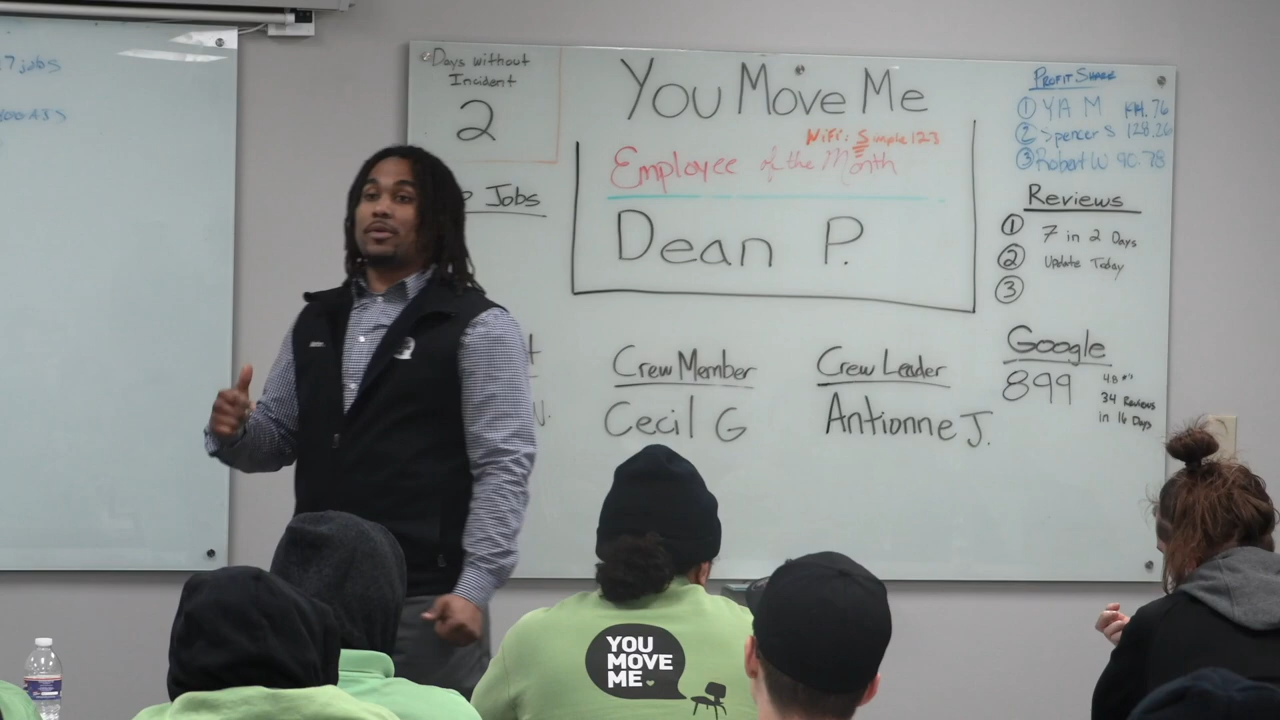 7 jobs
Days without
Incident
2
You Move Me
WiFi: Simple123
Employee of the Month
Dean P.
Jobs
Crew Member
Cecil G
Crew Leader
Antionne J.
Profit Share
① YA M .76
② Spencer S 128.26
③ Robert W 90.78
Reviews
① 7 in 2 Days
② Update Today
③
Google
899
34 Reviews
in 16 Days
YOU
MOVE
ME